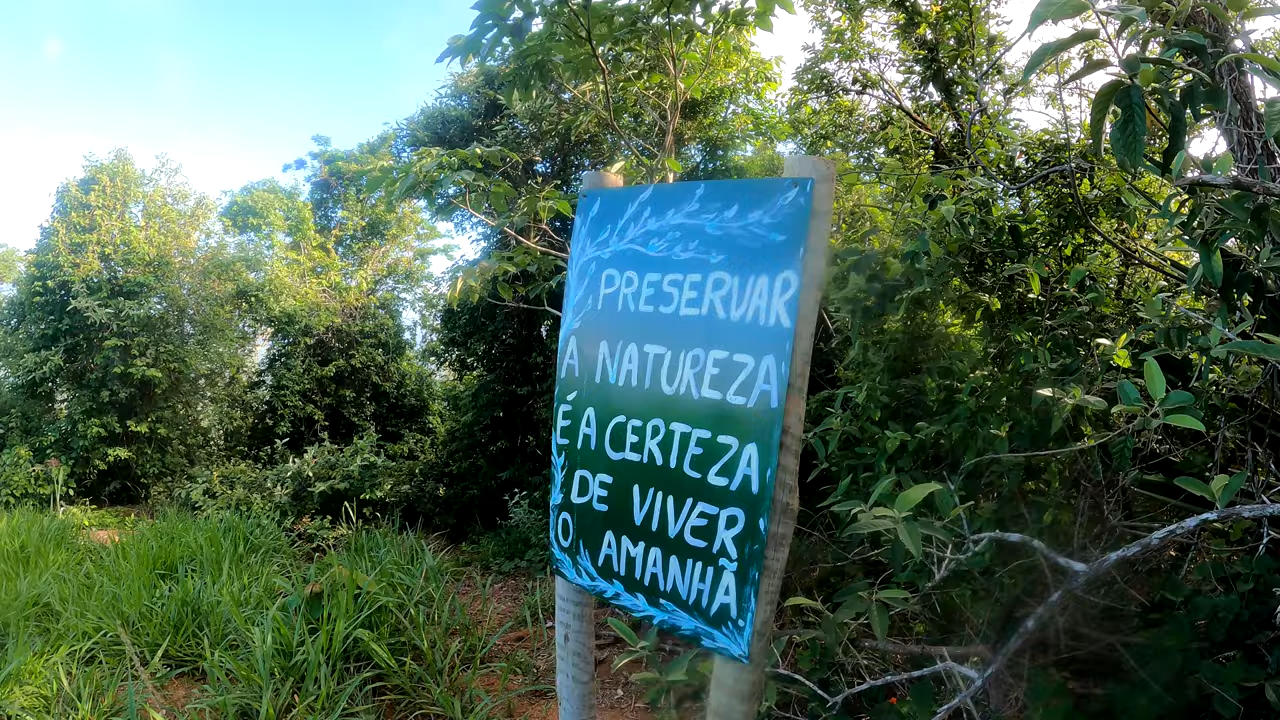 PRESERVAR
A NATUREZA
É A CERTEZA
DE VIVER
O AMANHÃ.